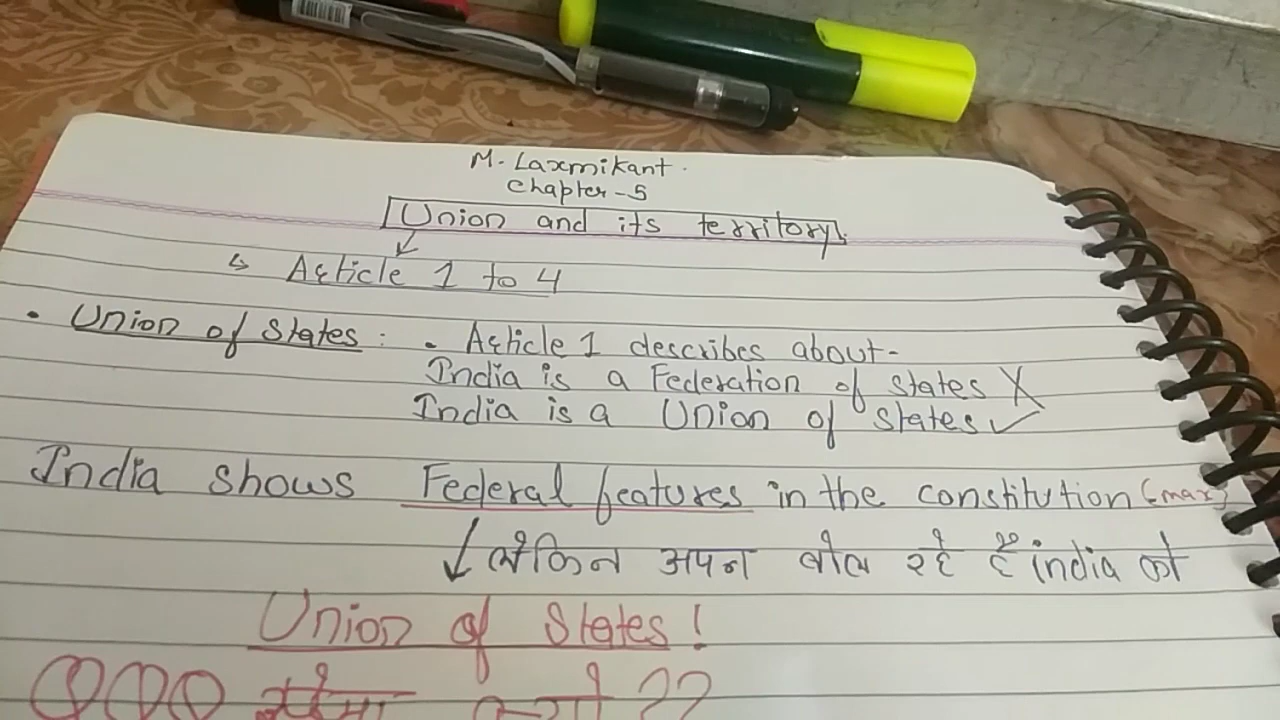 M. Laxmikant.
Chapter-5
Union and its territory.
Article 1 to 4
• Union of States: • Article 1 describes about-
India is a Federation of states X
India is a Union of states ✓
India shows Federal features in the constitution (max)
↓ लेकिन अपन बोल रहे है india को
Union of States!
ऐसा क्यों ??